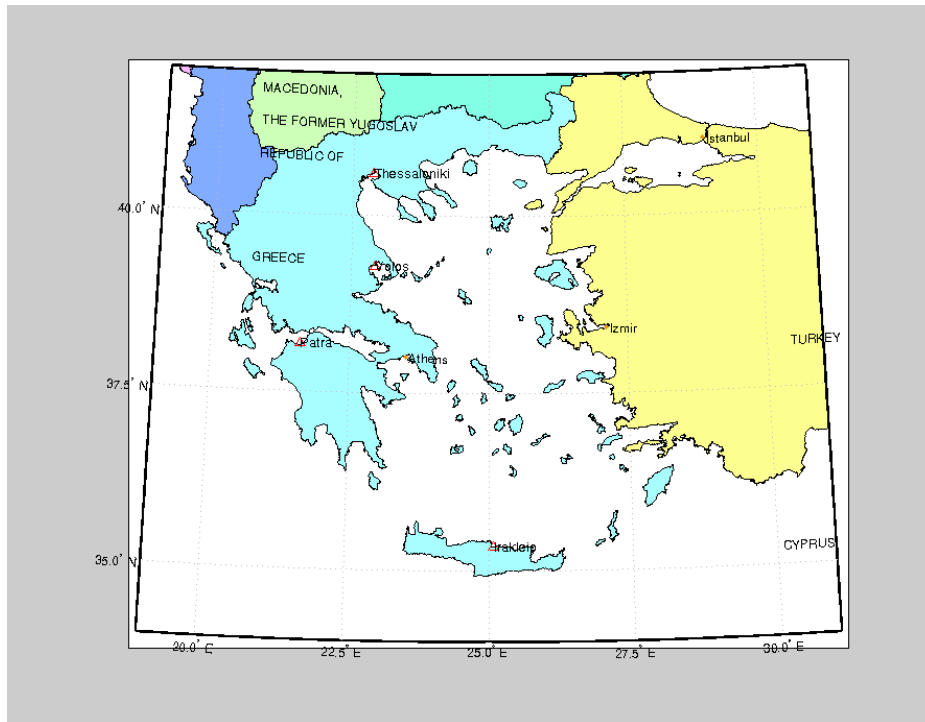 MACEDONIA,
THE FORMER YUGOSLAV
REPUBLIC OF
Istanbul
Thessaloniki
40.0° N
GREECE
Volos
Izmir
TURKEY
Patra
Athens
37.5° N
Irakleio
CYPRUS
35.0° N
20.0° E
22.5° E
25.0° E
27.5° E
30.0° E